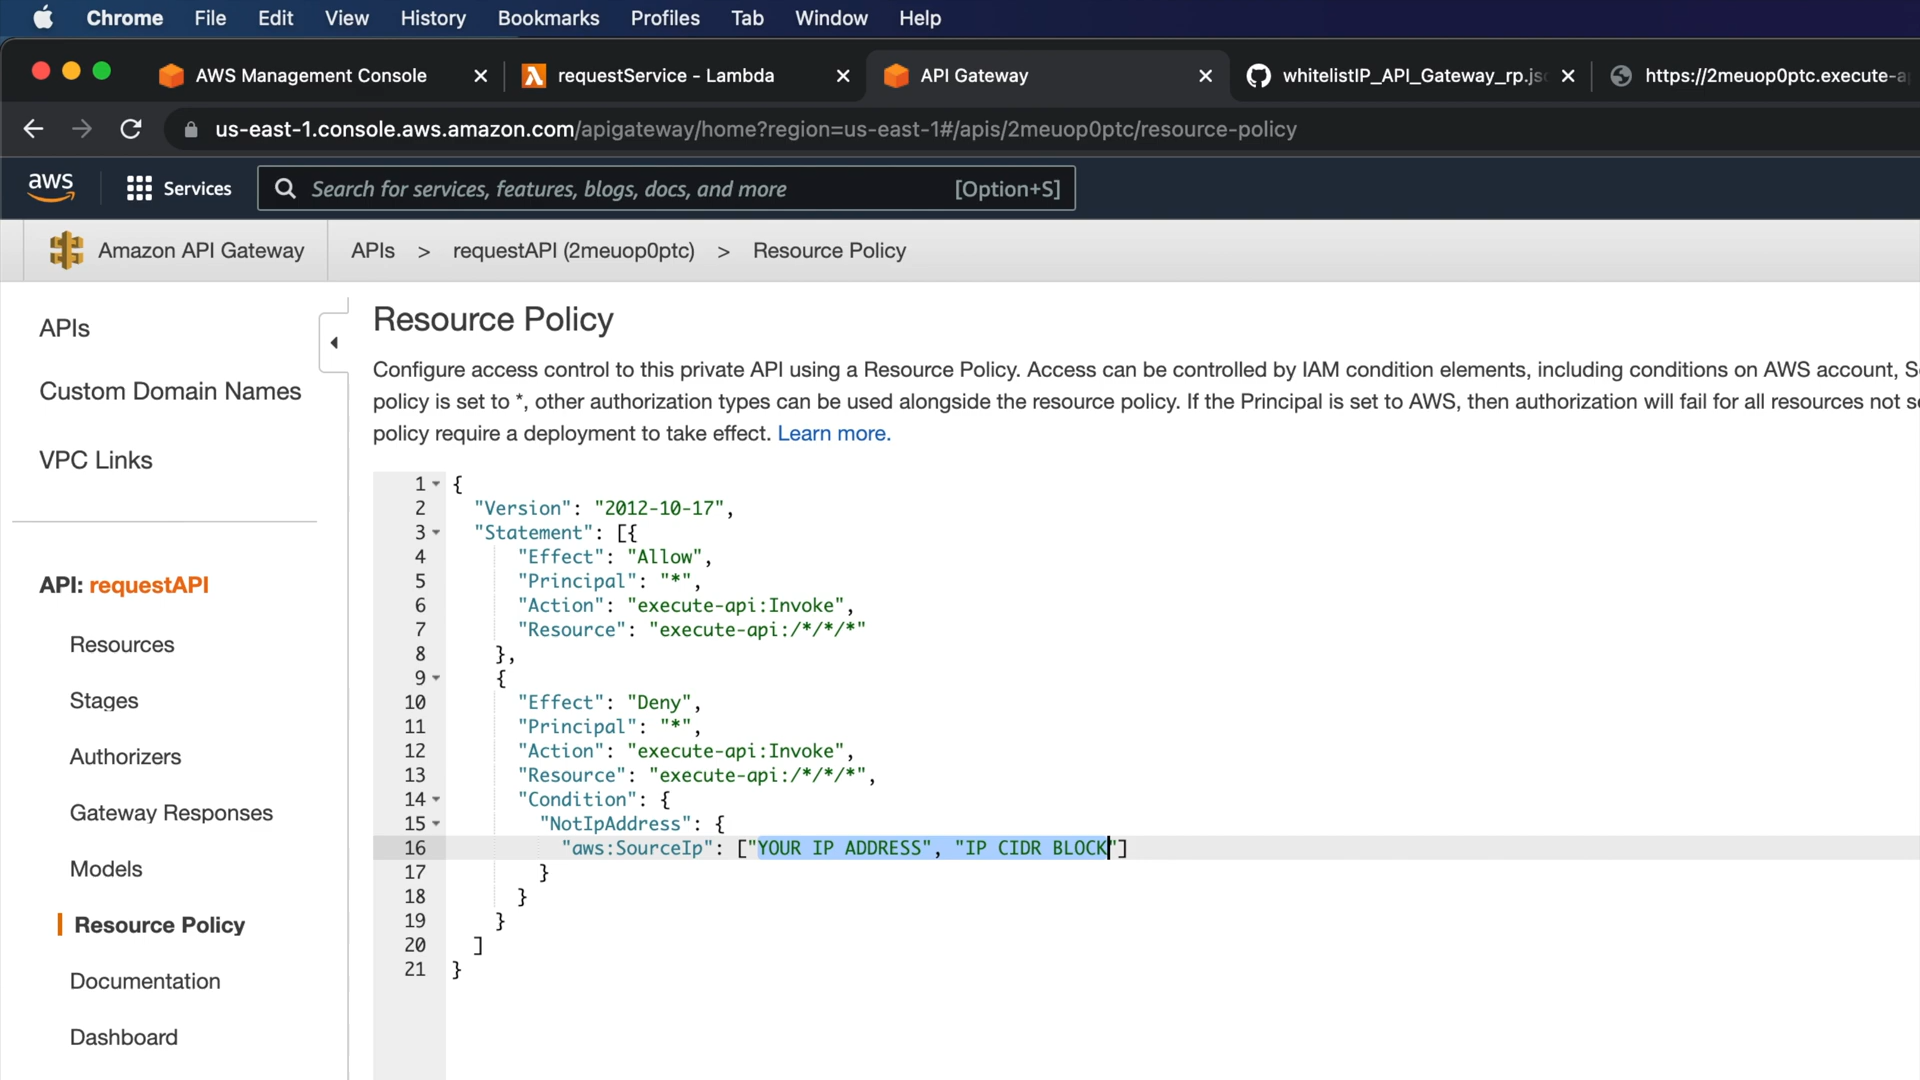 Chrome File Edit View History Bookmarks Profiles Tab Window Help
AWS Management Console requestService - Lambda API Gateway whitelistIP_API_Gateway_rp.js https://2meuop0ptc.execute-a
us-east-1.console.aws.amazon.com/apigateway/home?region=us-east-1#/apis/2meuop0ptc/resource-policy
aws Services Search for services, features, blogs, docs, and more [Option+S]
Amazon API Gateway APIs > requestAPI (2meuop0ptc) > Resource Policy
APIs
Custom Domain Names
VPC Links
API: requestAPI
Resources
Stages
Authorizers
Gateway Responses
Models
Resource Policy
Documentation
Dashboard
Resource Policy
Configure access control to this private API using a Resource Policy. Access can be controlled by IAM condition elements, including conditions on AWS account, S
policy is set to *, other authorization types can be used alongside the resource policy. If the Principal is set to AWS, then authorization will fail for all resources not s
policy require a deployment to take effect. Learn more.
1 {
2 "Version": "2012-10-17",
3 "Statement": [{
4 "Effect": "Allow",
5 "Principal": "*",
6 "Action": "execute-api:Invoke",
7 "Resource": "execute-api:/*/*/*"
8 },
9 {
10 "Effect": "Deny",
11 "Principal": "*",
12 "Action": "execute-api:Invoke",
13 "Resource": "execute-api:/*/*/*",
14 "Condition": {
15 "NotIpAddress": {
16 "aws:SourceIp": ["YOUR IP ADDRESS", "IP CIDR BLOCK"]
17 }
18 }
19 }
20 ]
21 }